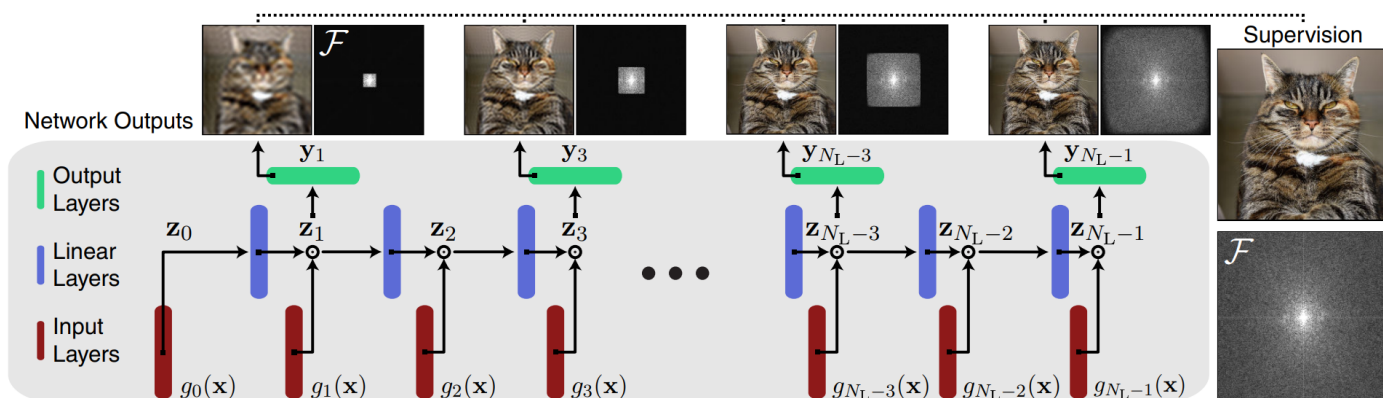 Supervision
ℱ
Network Outputs
y₁ y₃ y_{N_L−3} y_{N_L−1}
Output
Layers
z₀ z₁ z₂ z₃ z_{N_L−3} z_{N_L−2} z_{N_L−1}
Linear
Layers
ℱ
Input
Layers
g₀(x) g₁(x) g₂(x) g₃(x) g_{N_L−3}(x) g_{N_L−2}(x) g_{N_L−1}(x)